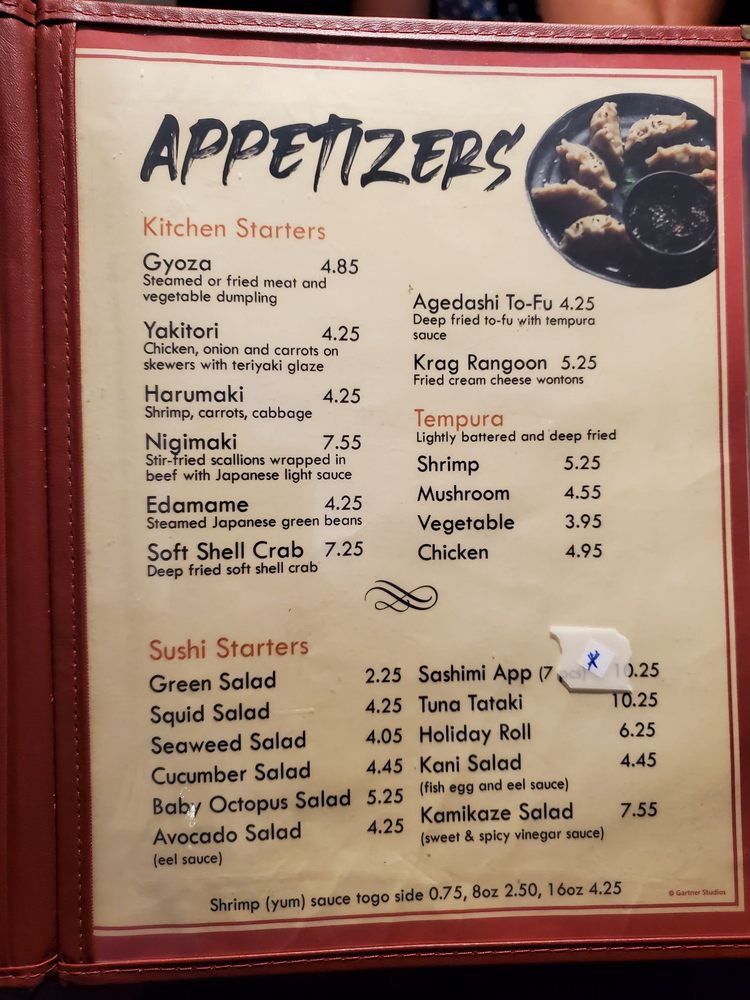 APPETIZERS
Kitchen Starters
Gyoza 4.85
Steamed or fried meat and
vegetable dumpling
Yakitori 4.25
Chicken, onion and carrots on
skewers with teriyaki glaze
Harumaki 4.25
Shrimp, carrots, cabbage
Nigimaki 7.55
Stir-fried scallions wrapped in
beef with Japanese light sauce
Edamame 4.25
Steamed Japanese green beans
Soft Shell Crab 7.25
Deep fried soft shell crab
Agedashi To-Fu 4.25
Deep fried to-fu with tempura
sauce
Krag Rangoon 5.25
Fried cream cheese wontons
Tempura
Lightly battered and deep fried
Shrimp 5.25
Mushroom 4.55
Vegetable 3.95
Chicken 4.95
Sushi Starters
Green Salad 2.25
Squid Salad 4.25
Seaweed Salad 4.05
Cucumber Salad 4.45
Baby Octopus Salad 5.25
Avocado Salad 4.25
(eel sauce)
Sashimi App (7 pcs) 10.25
Tuna Tataki 10.25
Holiday Roll 6.25
Kani Salad 4.45
(fish egg and eel sauce)
Kamikaze Salad 7.55
(sweet & spicy vinegar sauce)
Shrimp (yum) sauce togo side 0.75, 8oz 2.50, 16oz 4.25
© Gartner Studios